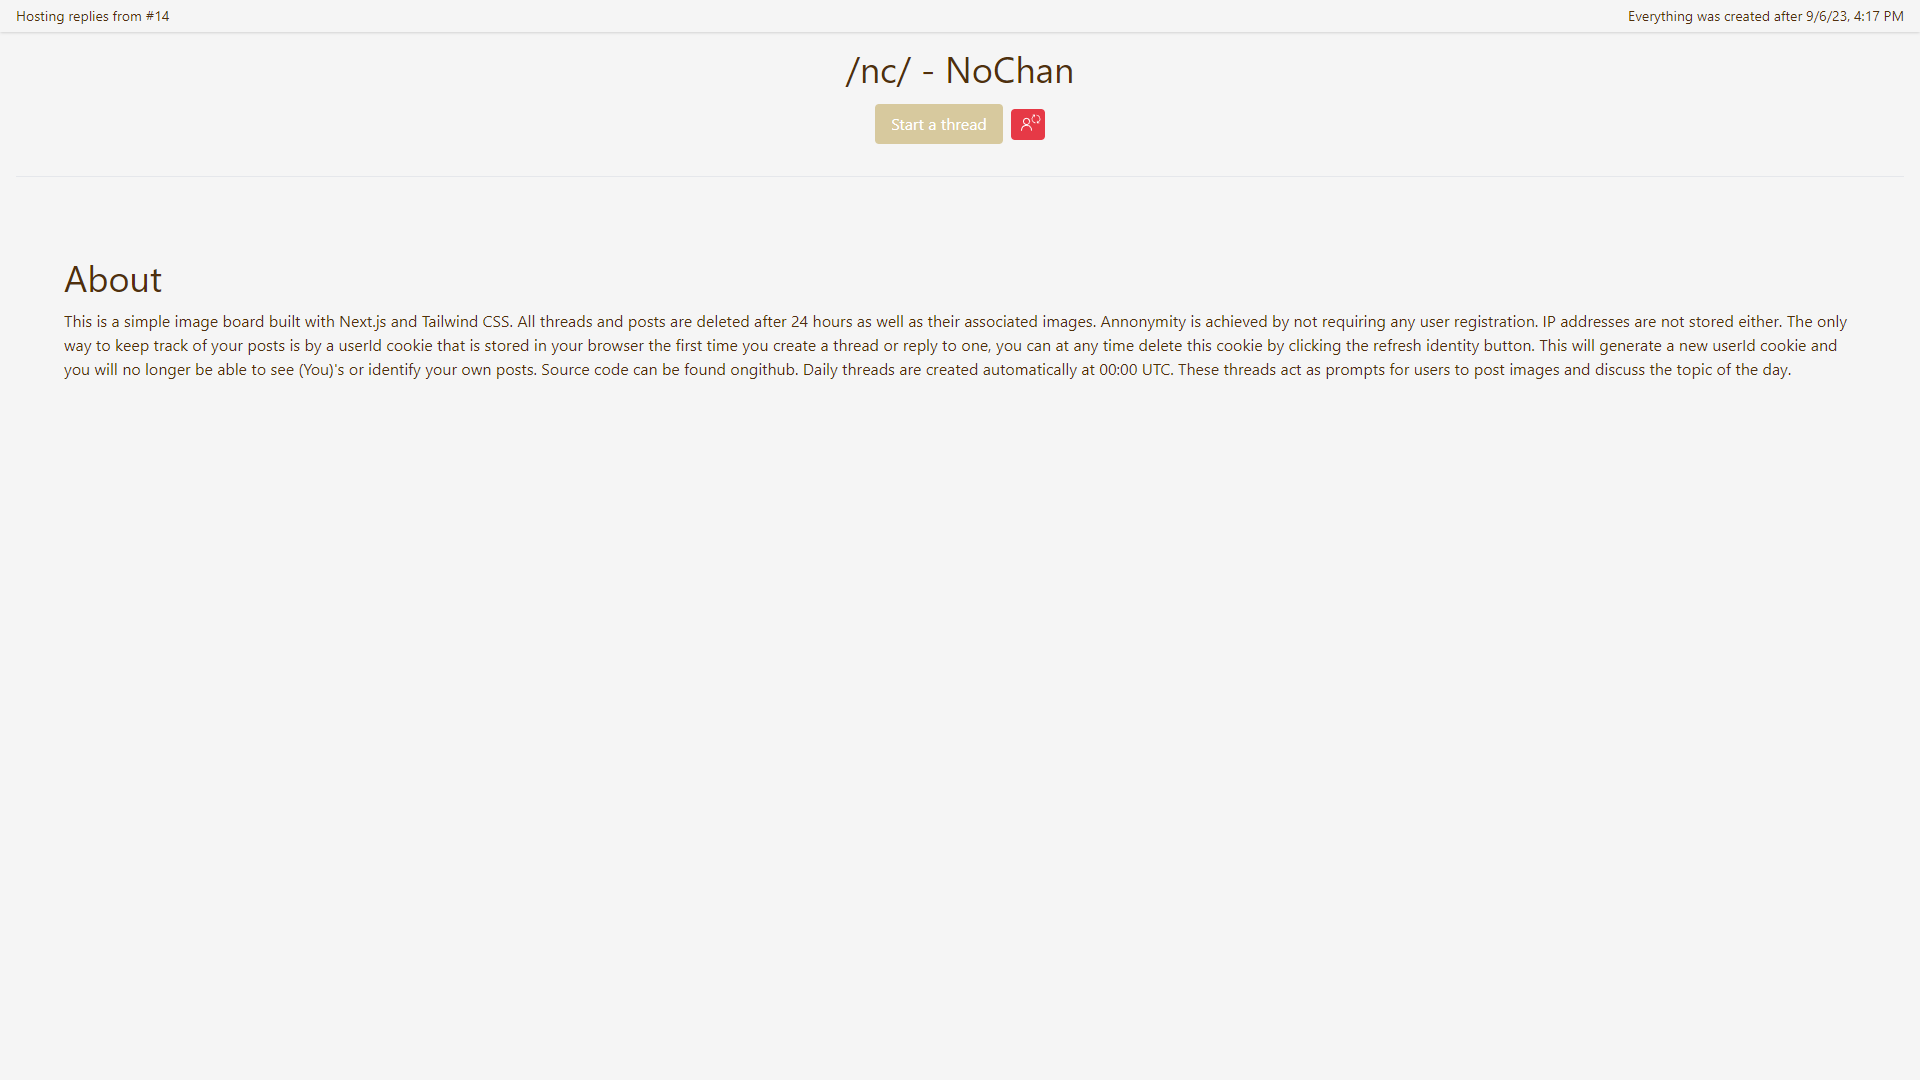 Hosting replies from #14
Everything was created after 9/6/23, 4:17 PM
/nc/ - NoChan
Start a thread
About
This is a simple image board built with Next.js and Tailwind CSS. All threads and posts are deleted after 24 hours as well as their associated images. Annonymity is achieved by not requiring any user registration. IP addresses are not stored either. The only
way to keep track of your posts is by a userId cookie that is stored in your browser the first time you create a thread or reply to one, you can at any time delete this cookie by clicking the refresh identity button. This will generate a new userId cookie and
you will no longer be able to see (You)'s or identify your own posts. Source code can be found ongithub. Daily threads are created automatically at 00:00 UTC. These threads act as prompts for users to post images and discuss the topic of the day.